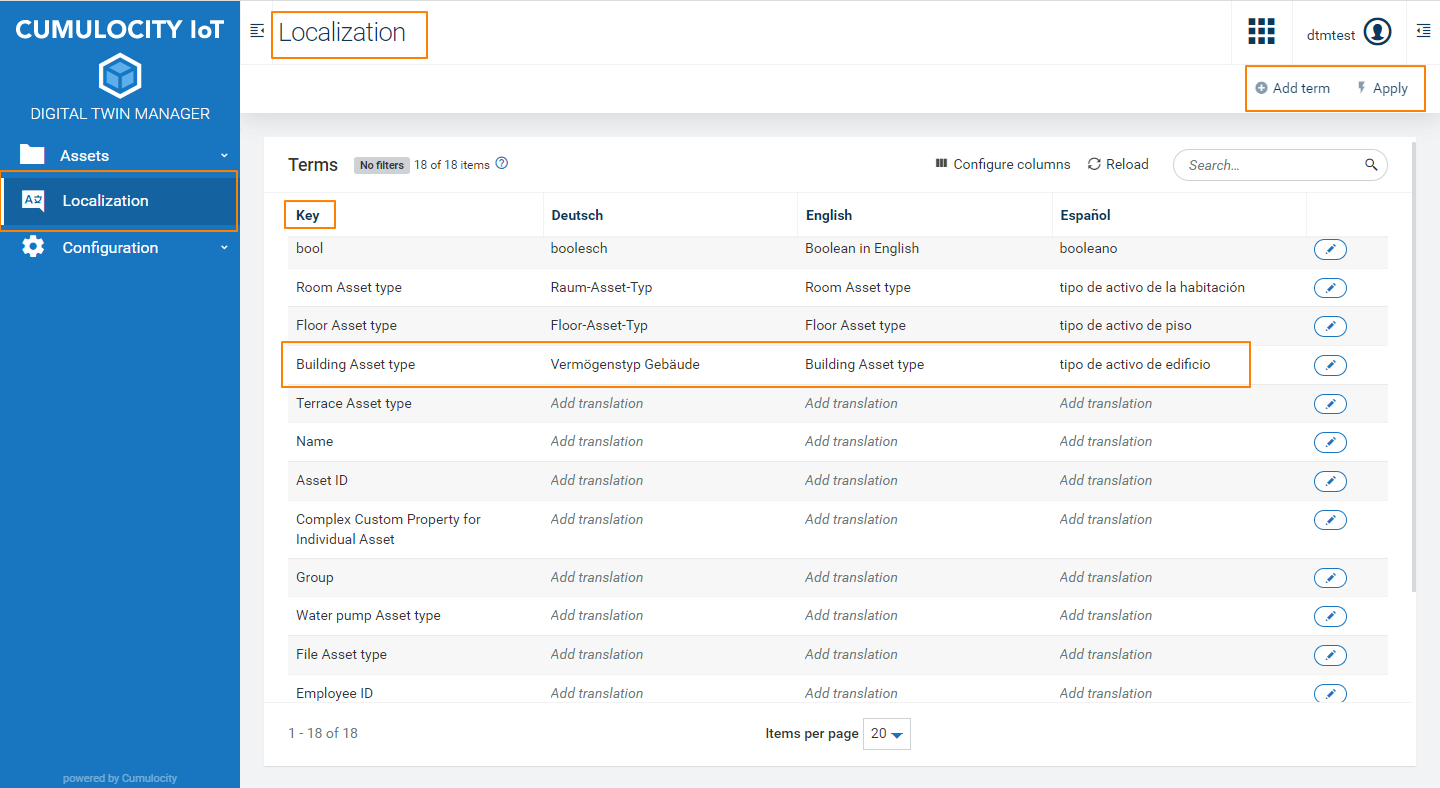 CUMULOCITY IoT
DIGITAL TWIN MANAGER
Assets
Localization
Configuration
powered by Cumulocity
Localization
dtmtest
Add term Apply
Terms No filters 18 of 18 items Configure columns Reload Search...
Key Deutsch English Español
bool boolesch Boolean in English booleano
Room Asset type Raum-Asset-Typ Room Asset type tipo de activo de la habitación
Floor Asset type Floor-Asset-Typ Floor Asset type tipo de activo de piso
Building Asset type Vermögenstyp Gebäude Building Asset type tipo de activo de edificio
Terrace Asset type Add translation Add translation Add translation
Name Add translation Add translation Add translation
Asset ID Add translation Add translation Add translation
Complex Custom Property for Add translation Add translation Add translation
Individual Asset
Group Add translation Add translation Add translation
Water pump Asset type Add translation Add translation Add translation
File Asset type Add translation Add translation Add translation
Employee ID Add translation Add translation Add translation
1 - 18 of 18 Items per page 20